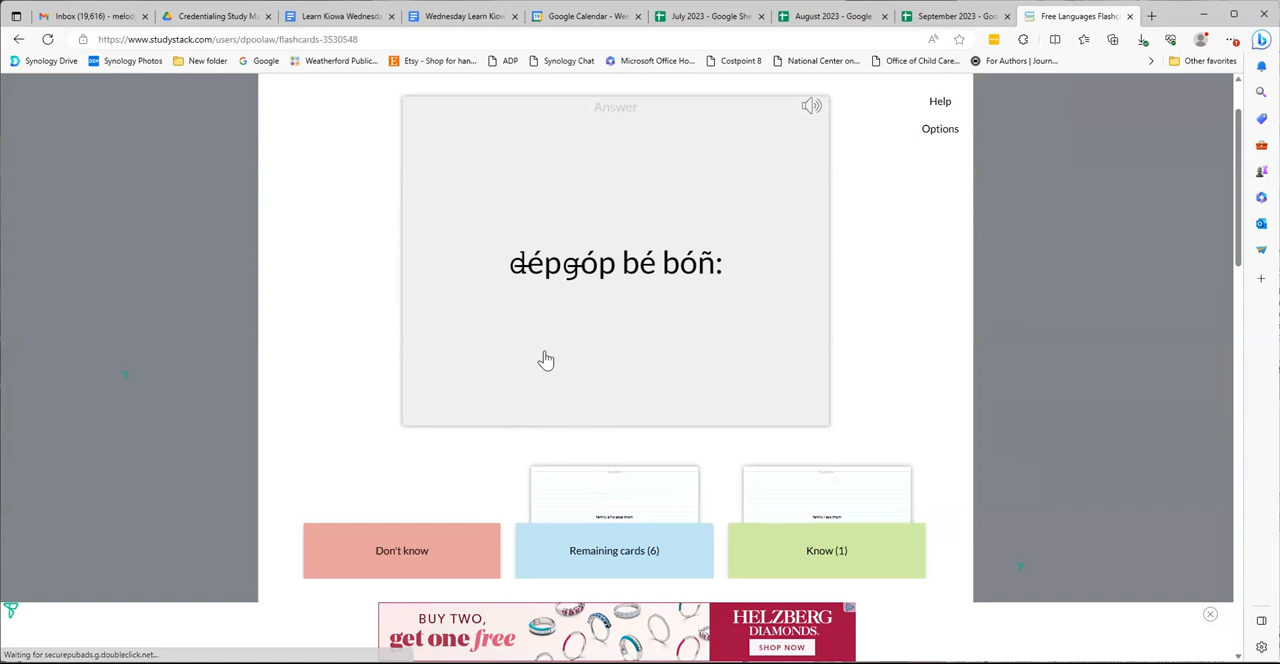 Inbox (19,616) - melod
Credentialing Study Ma
Learn Kiowa Wednesda
Wednesday Learn Kiow
Google Calendar - We
July 2023 - Google She
August 2023 - Google
September 2023 - Goo
Free Languages Flashc
https://www.studystack.com/users/dpoolaw/flashcards-3530548
Synology Drive
Synology Photos
New folder
Google
Weatherford Public...
Etsy - Shop for han...
ADP
Synology Chat
Microsoft Office Ho...
Costpoint 8
National Center on...
Office of Child Care...
For Authors | Journ...
Other favorites
Answer
Help
Options
d̶épg̶óp bé bóñ:
Don't know
Remaining cards (6)
Know (1)
BUY TWO,
get one free
HELZBERG
DIAMONDS.
SHOP NOW
Waiting for securepubads.g.doubleclick.net...